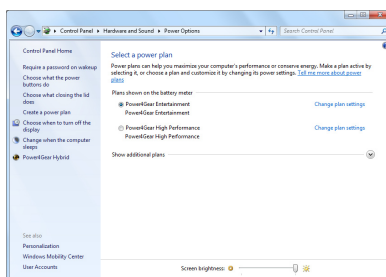 Control Panel ▸ Hardware and Sound ▸ Power Options
Search Control Panel
Control Panel Home
Require a password on wakeup
Choose what the power
buttons do
Choose what closing the lid
does
Create a power plan
Choose when to turn off the
display
Change when the computer
sleeps
Power4Gear Hybrid
See also
Personalization
Windows Mobility Center
User Accounts
Select a power plan
Power plans can help you maximize your computer's performance or conserve energy. Make a plan active by
selecting it, or choose a plan and customize it by changing its power settings. Tell me more about power
plans
Plans shown on the battery meter
Power4Gear Entertainment
Change plan settings
Power4Gear Entertainment
Power4Gear High Performance
Change plan settings
Power4Gear High Performance
Show additional plans
Screen brightness: